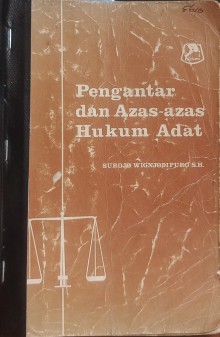 Pengantar
dan Azas-azas
Hukum Adat
SUROJO WIGNJODIPURO S.H.